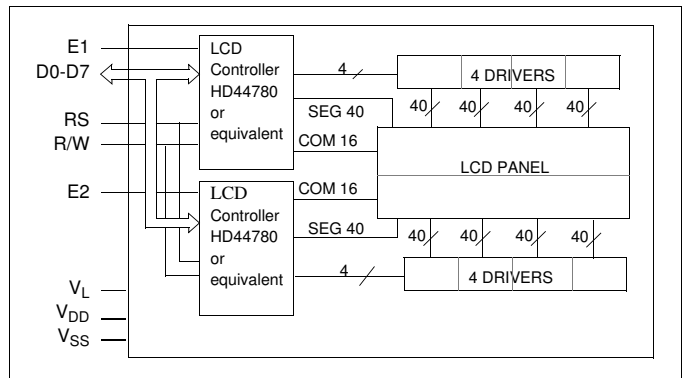 E1
D0-D7
RS
R/W
E2
VL
VDD
VSS
LCD
Controller
HD44780
or
equivalent
4
SEG 40
COM 16
4 DRIVERS
40
40
40
40
LCD PANEL
LCD
Controller
HD44780
or
equivalent
COM 16
SEG 40
4
40
40
40
40
4 DRIVERS